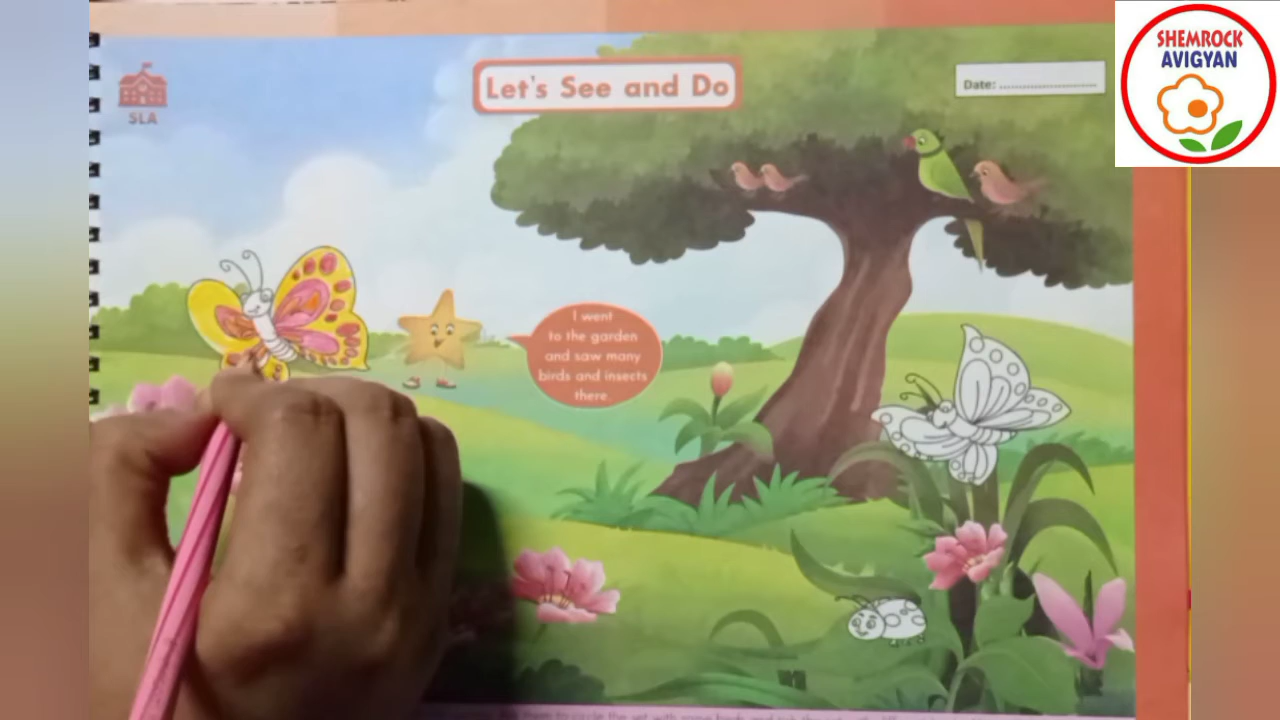 SHEMROCK
AVIGYAN
Let's See and Do
Date:
SLA
I went
to the garden
and saw many
birds and insects
there.